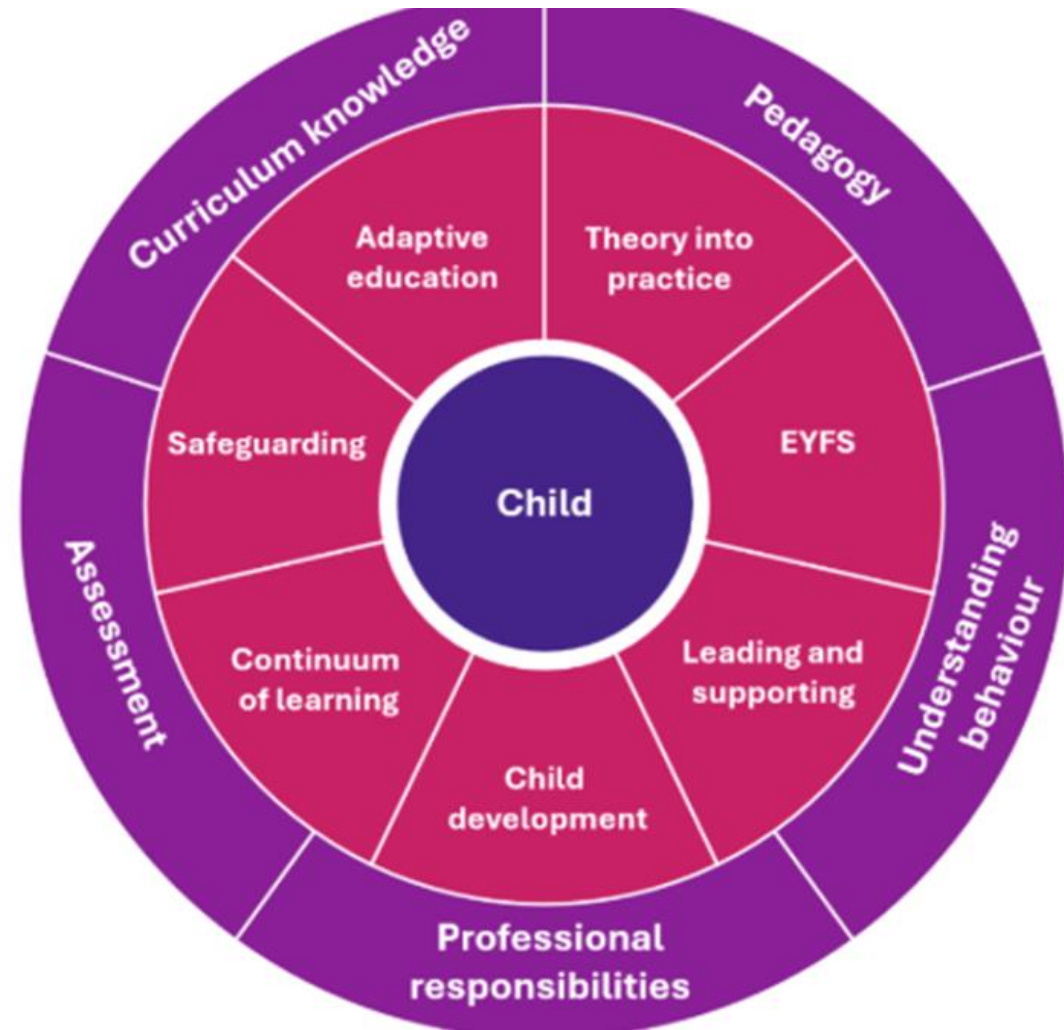 Curriculum knowledge
Pedagogy
Understanding
behaviour
Professional
responsibilities
Assessment
Adaptive
education
Theory into
practice
EYFS
Leading and
supporting
Child
development
Continuum
of learning
Safeguarding
Child